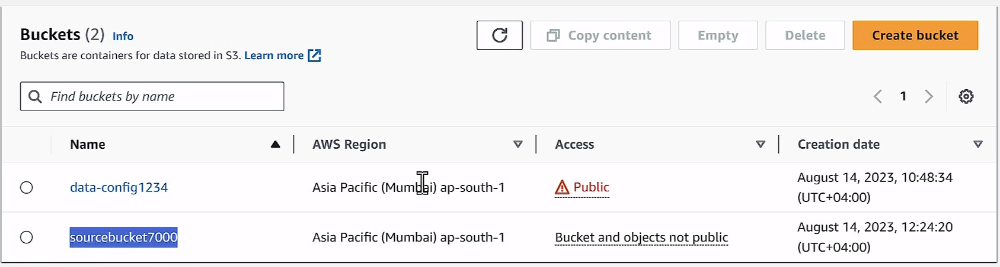 Buckets (2) Info
Copy content
Empty
Delete
Create bucket
Buckets are containers for data stored in S3. Learn more
Find buckets by name
1
Name AWS Region Access Creation date
data-config1234 Asia Pacific (Mumbai) ap-south-1 Public August 14, 2023, 10:48:34
(UTC+04:00)
sourcebucket7000 Asia Pacific (Mumbai) ap-south-1 Bucket and objects not public August 14, 2023, 12:24:20
(UTC+04:00)